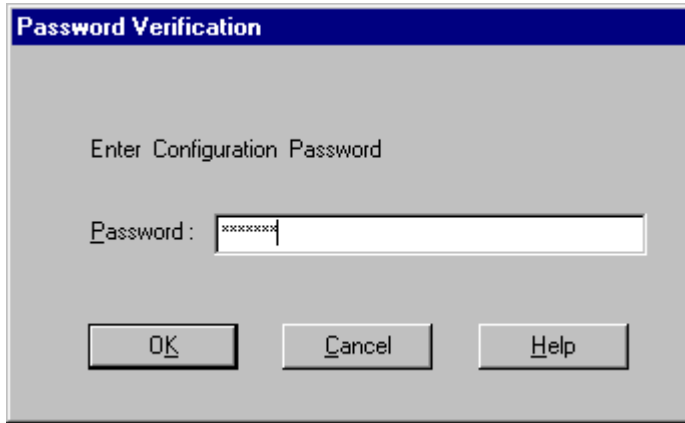 Password Verification
Enter Configuration Password
Password : *******
OK Cancel Help